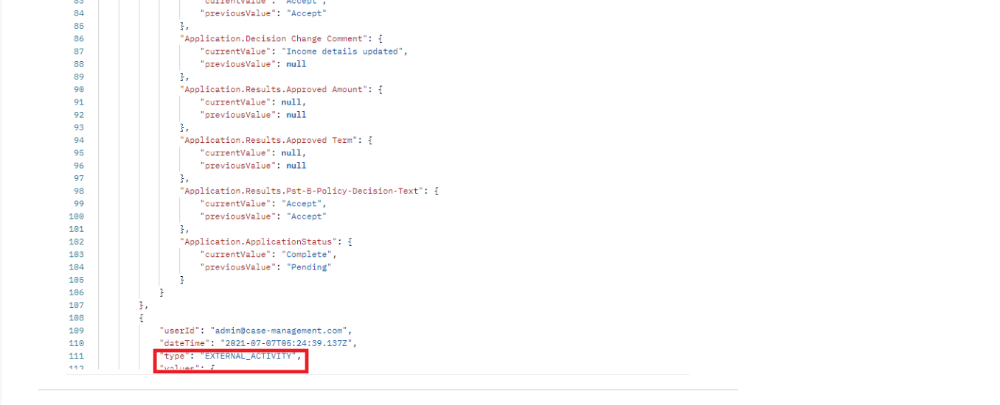 83 "currentValue": "Accept",
84 "previousValue": "Accept"
85 },
86 "Application.Decision Change Comment": {
87 "currentValue": "Income details updated",
88 "previousValue": null
89 },
90 "Application.Results.Approved Amount": {
91 "currentValue": null,
92 "previousValue": null
93 },
94 "Application.Results.Approved Term": {
95 "currentValue": null,
96 "previousValue": null
97 },
98 "Application.Results.Pst-B-Policy-Decision-Text": {
99 "currentValue": "Accept",
100 "previousValue": "Accept"
101 },
102 "Application.ApplicationStatus": {
103 "currentValue": "Complete",
104 "previousValue": "Pending"
105 }
106 }
107 },
108 {
109 "userId": "admin@case-management.com",
110 "dateTime": "2021-07-07T05:24:39.137Z",
111 "type": "EXTERNAL_ACTIVITY",
112 "values": {